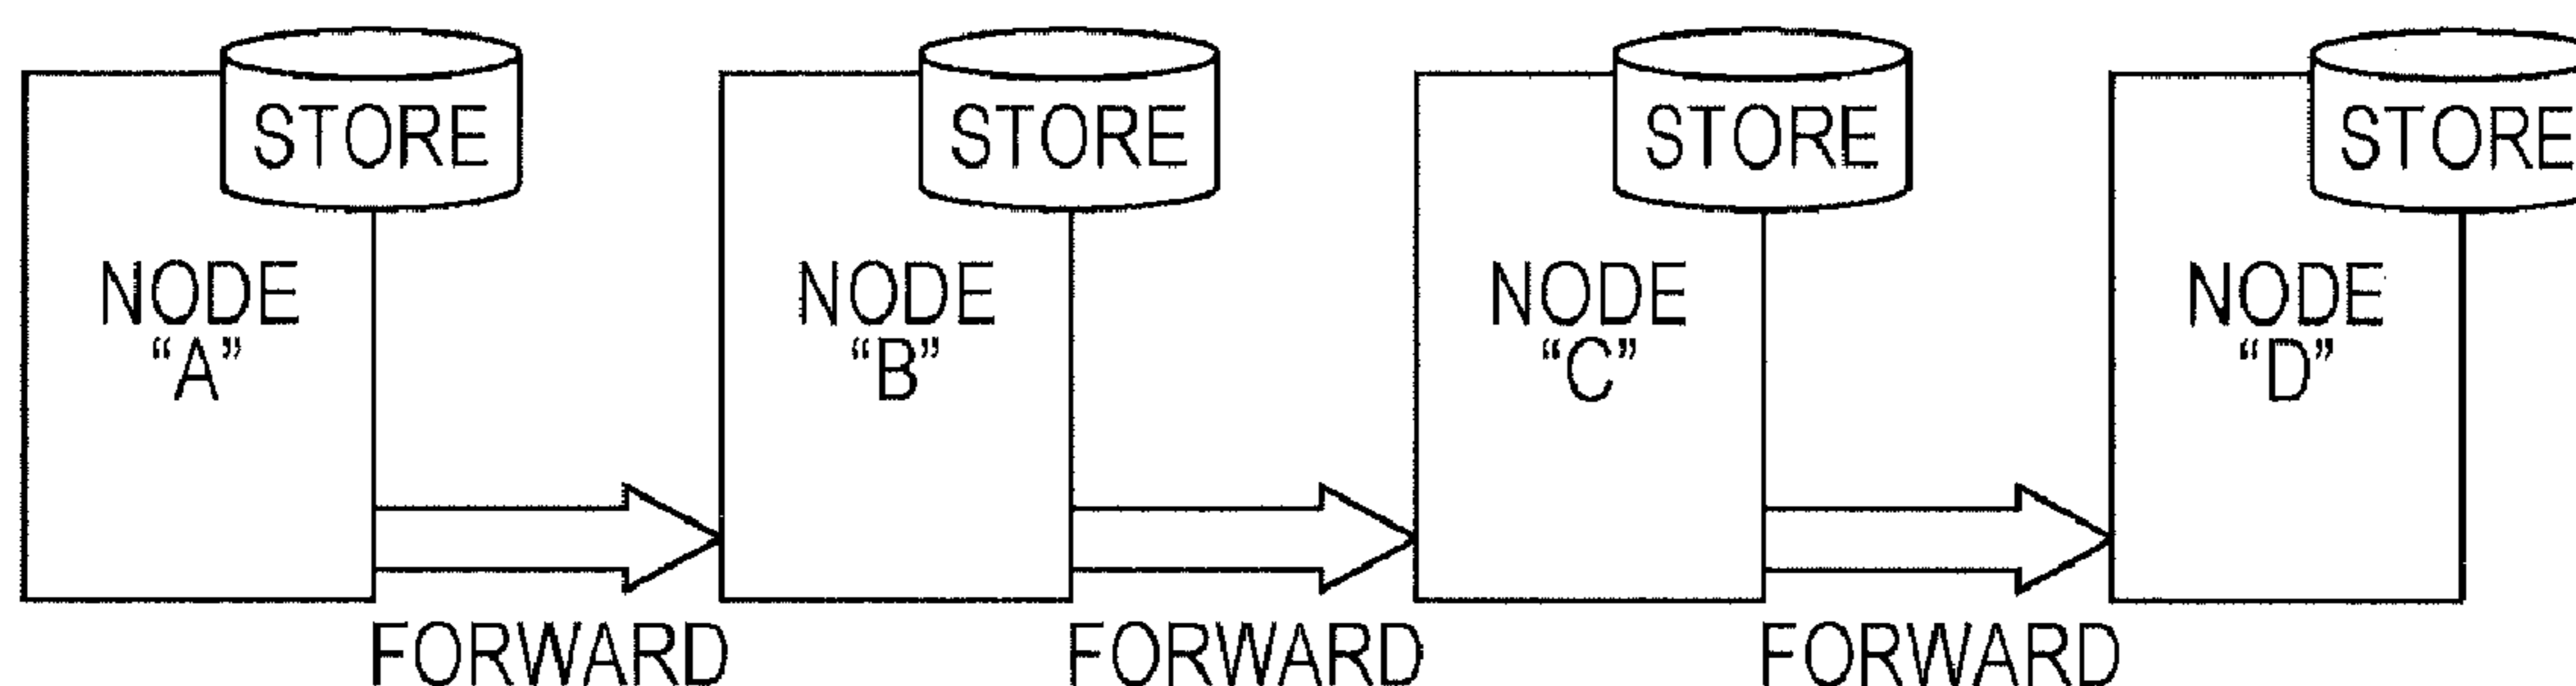 STORE STORE STORE STORE
NODE NODE NODE NODE
“A” “B” “C” “D”
FORWARD FORWARD FORWARD